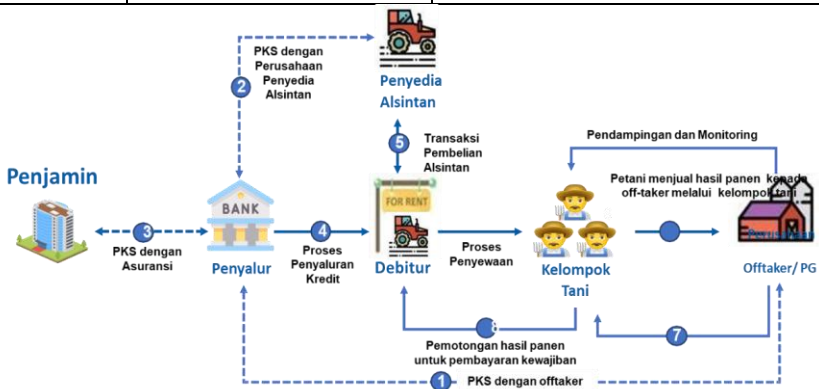 PKS dengan
Perusahaan
Penyedia
Alsintan
2
Penyedia
Alsintan
5
Transaksi
Pembelian
Alsintan
Pendampingan dan Monitoring
Petani menjual hasil panen kepada
off-taker melalui kelompok tani
Penjamin
3
PKS dengan
Asuransi
BANK
Penyalur
4
Proses
Penyaluran
Kredit
FOR RENT
Debitur
Proses
Penyewaan
Kelompok
Tani
Perusahaan
Offtaker/ PG
7
Pemotongan hasil panen
untuk pembayaran kewajiban
1
PKS dengan offtaker